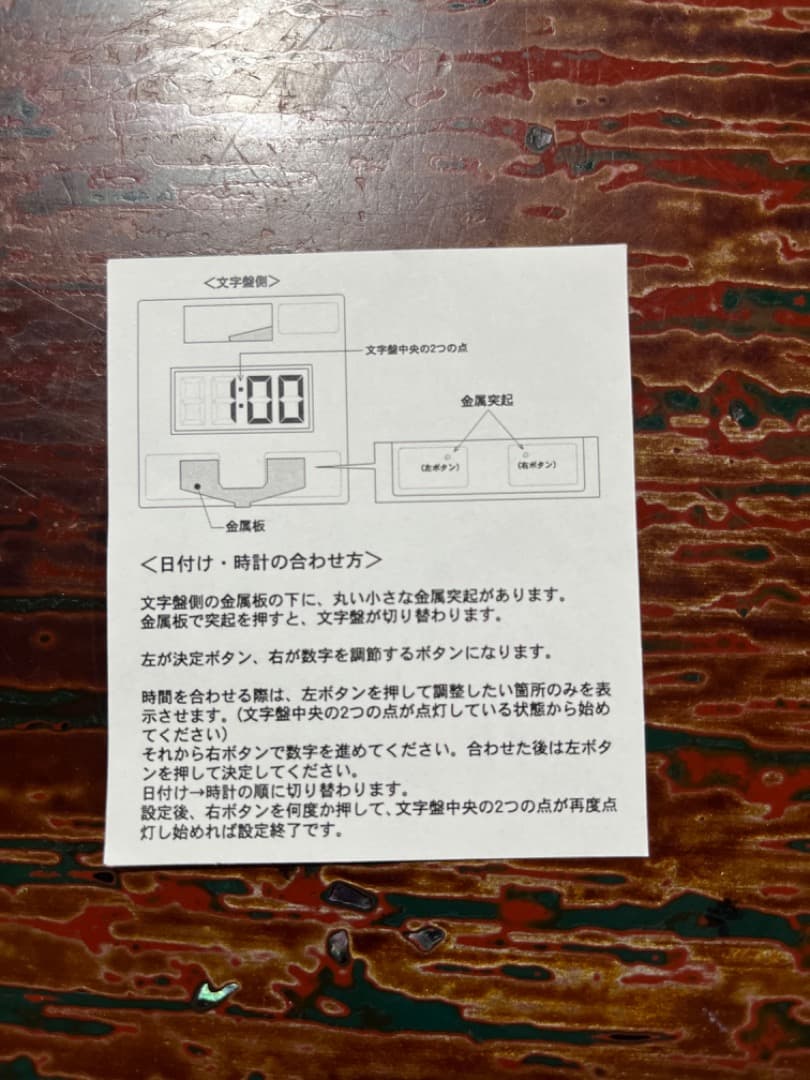 ＜文字盤側＞
文字盤中央の2つの点
1:00
金属突起
(左ボタン)
(右ボタン)
金属板
＜日付け・時計の合わせ方＞
文字盤側の金属板の下に、丸い小さな金属突起があります。
金属板で突起を押すと、文字盤が切り替わります。
左が決定ボタン、右が数字を調節するボタンになります。
時間を合わせる際は、左ボタンを押して調整したい箇所のみを表
示させます。(文字盤中央の2つの点が点灯している状態から始め
てください)
それから右ボタンで数字を進めてください。合わせた後は左ボタ
ンを押して決定してください。
日付け→時計の順に切り替わります。
設定後、右ボタンを何度か押して、文字盤中央の2つの点が再度点
灯し始めれば設定終了です。